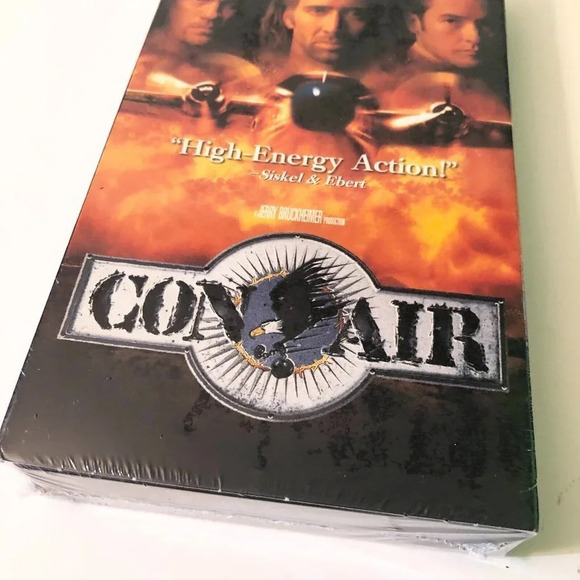 "High-Energy Action!"
-Siskel & Ebert
A JERRY BRUCKHEIMER PRODUCTION
CON AIR